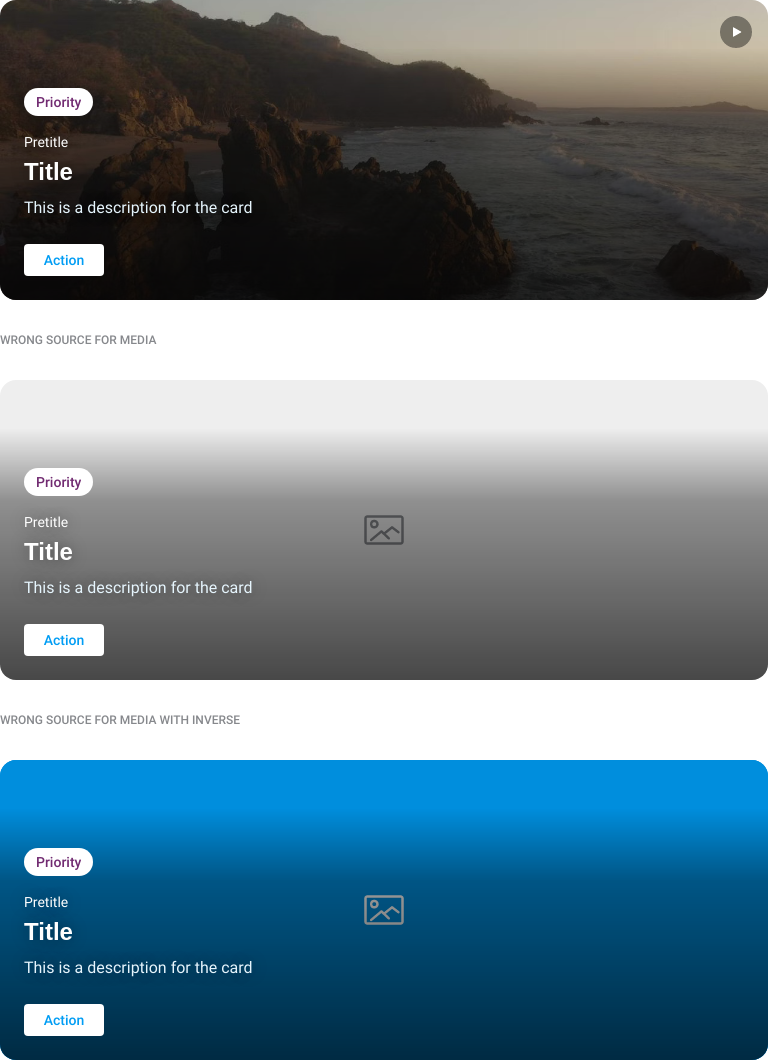 Priority
Pretitle
Title
This is a description for the card
Action
WRONG SOURCE FOR MEDIA
Priority
Pretitle
Title
This is a description for the card
Action
WRONG SOURCE FOR MEDIA WITH INVERSE
Priority
Pretitle
Title
This is a description for the card
Action